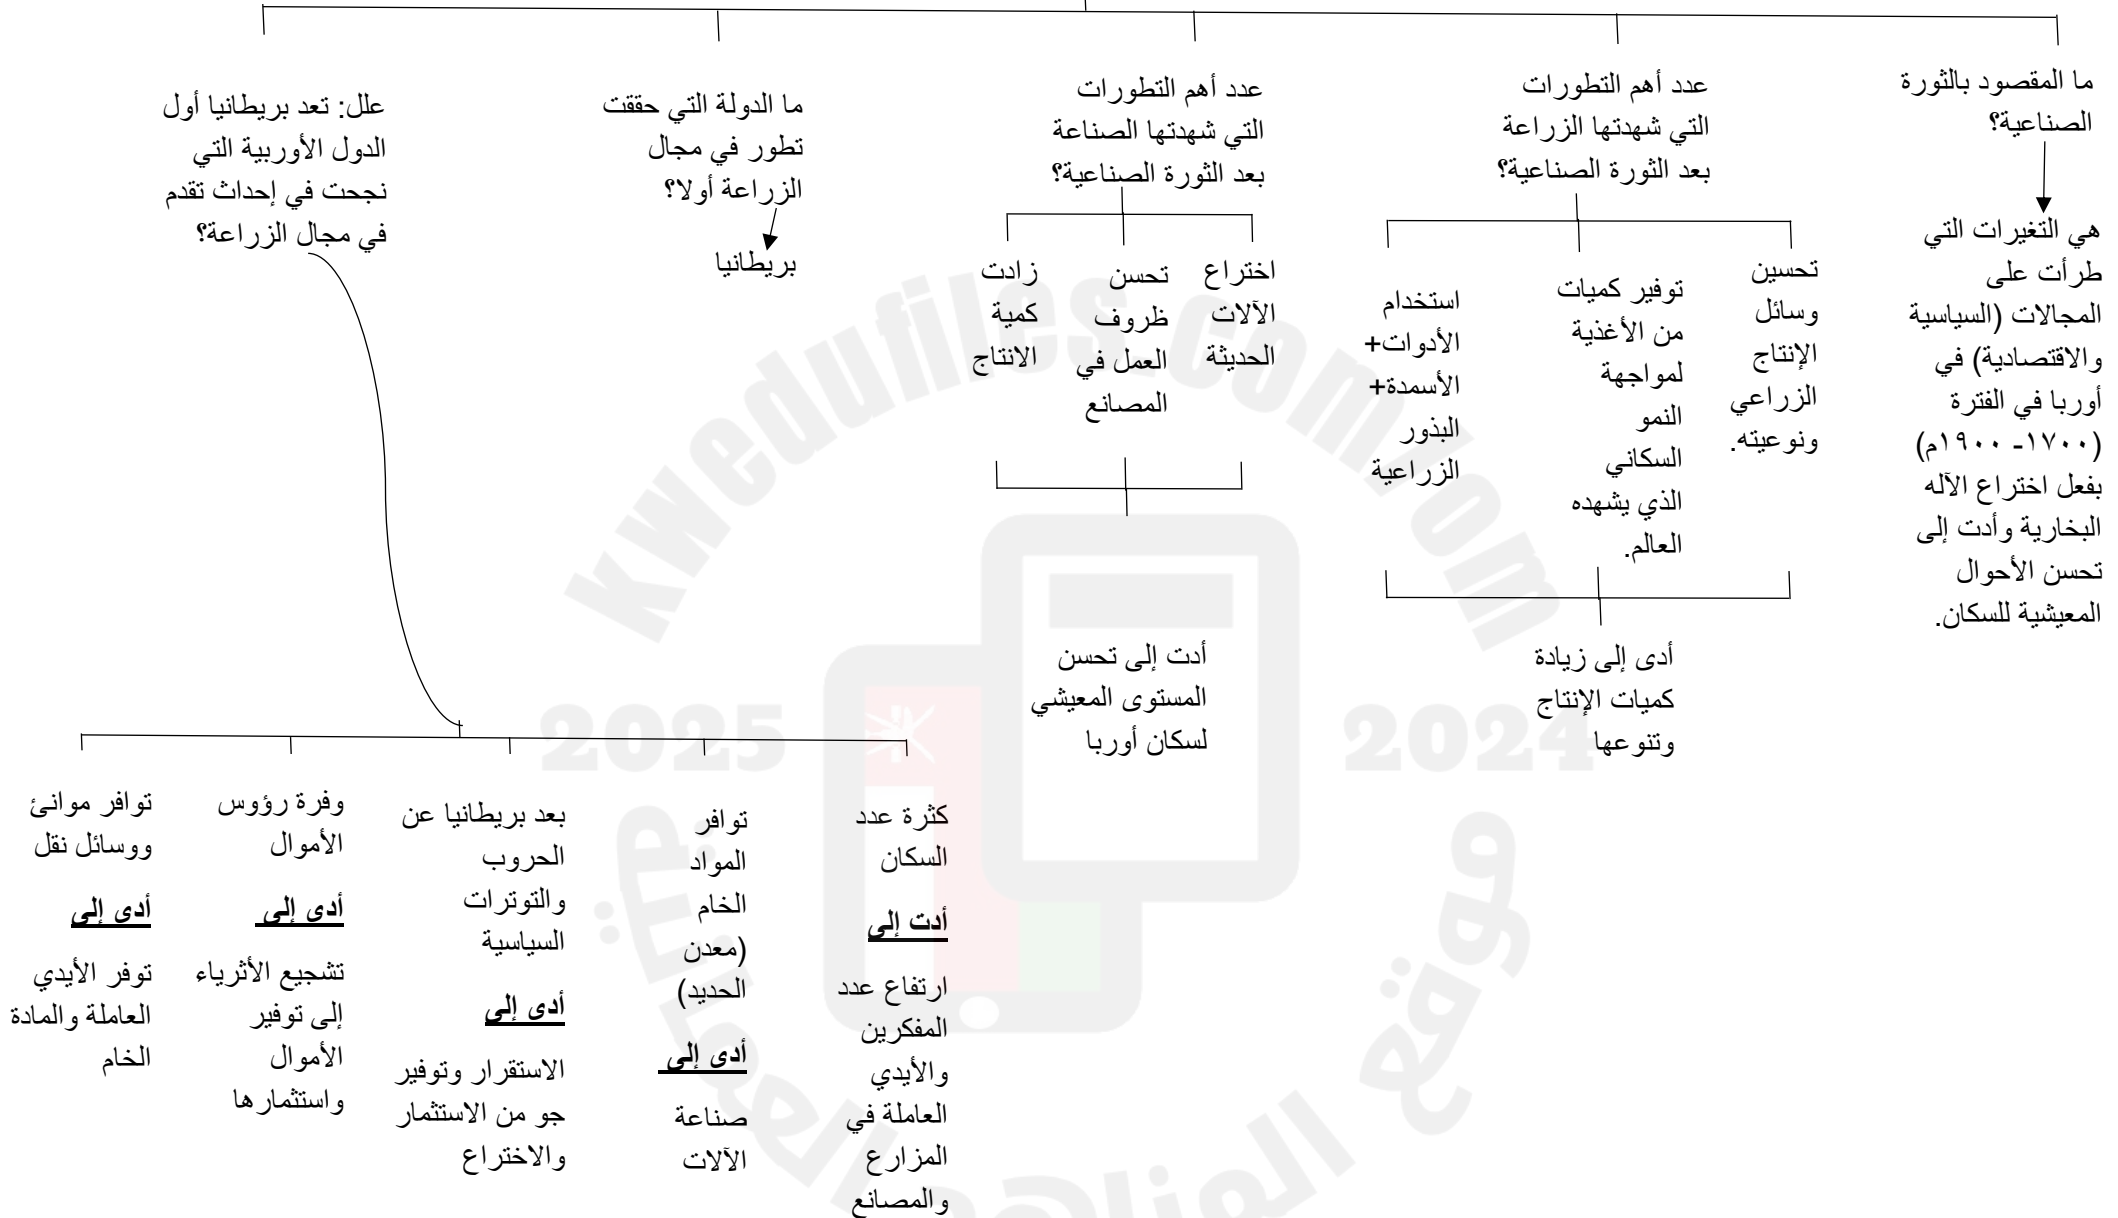 ما المقصود بالثورة
الصناعية؟
هي التغيرات التي
طرأت على
المجالات (السياسية
والاقتصادية) في
أوربا في الفترة
(١٧٠٠- ١٩٠٠م)
بفعل اختراع الآله
البخارية وأدت إلى
تحسن الأحوال
المعيشية للسكان.
عدد أهم التطورات
التي شهدتها الزراعة
بعد الثورة الصناعية؟
تحسين
وسائل
الإنتاج
الزراعي
ونوعيته.
توفير كميات
من الأغذية
لمواجهة
النمو
السكاني
الذي يشهده
العالم.
استخدام
الأدوات+
الأسمدة+
البذور
الزراعية
أدى إلى زيادة
كميات الإنتاج
وتنوعها
عدد أهم التطورات
التي شهدتها الصناعة
بعد الثورة الصناعية؟
اختراع
الآلات
الحديثة
تحسن
ظروف
العمل في
المصانع
زادت
كمية
الانتاج
أدت إلى تحسن
المستوى المعيشي
لسكان أوربا
ما الدولة التي حققت
تطور في مجال
الزراعة أولا؟
بريطانيا
علل: تعد بريطانيا أول
الدول الأوربية التي
نجحت في إحداث تقدم
في مجال الزراعة؟
كثرة عدد
السكان
أدت إلى
ارتفاع عدد
المفكرين
والأيدي
العاملة في
المزارع
والمصانع
توافر
المواد
الخام
(معدن
الحديد)
أدى إلى
صناعة
الآلات
بعد بريطانيا عن
الحروب
والتوترات
السياسية
أدى إلى
الاستقرار وتوفير
جو من الاستثمار
والاختراع
وفرة رؤوس
الأموال
أدى إلى
تشجيع الأثرياء
إلى توفير
الأموال
واستثمارها
توافر موانئ
ووسائل نقل
أدى إلى
توفر الأيدي
العاملة والمادة
الخام
kwedufiles.com/om
2025
2024
موقع المناهج العمانية